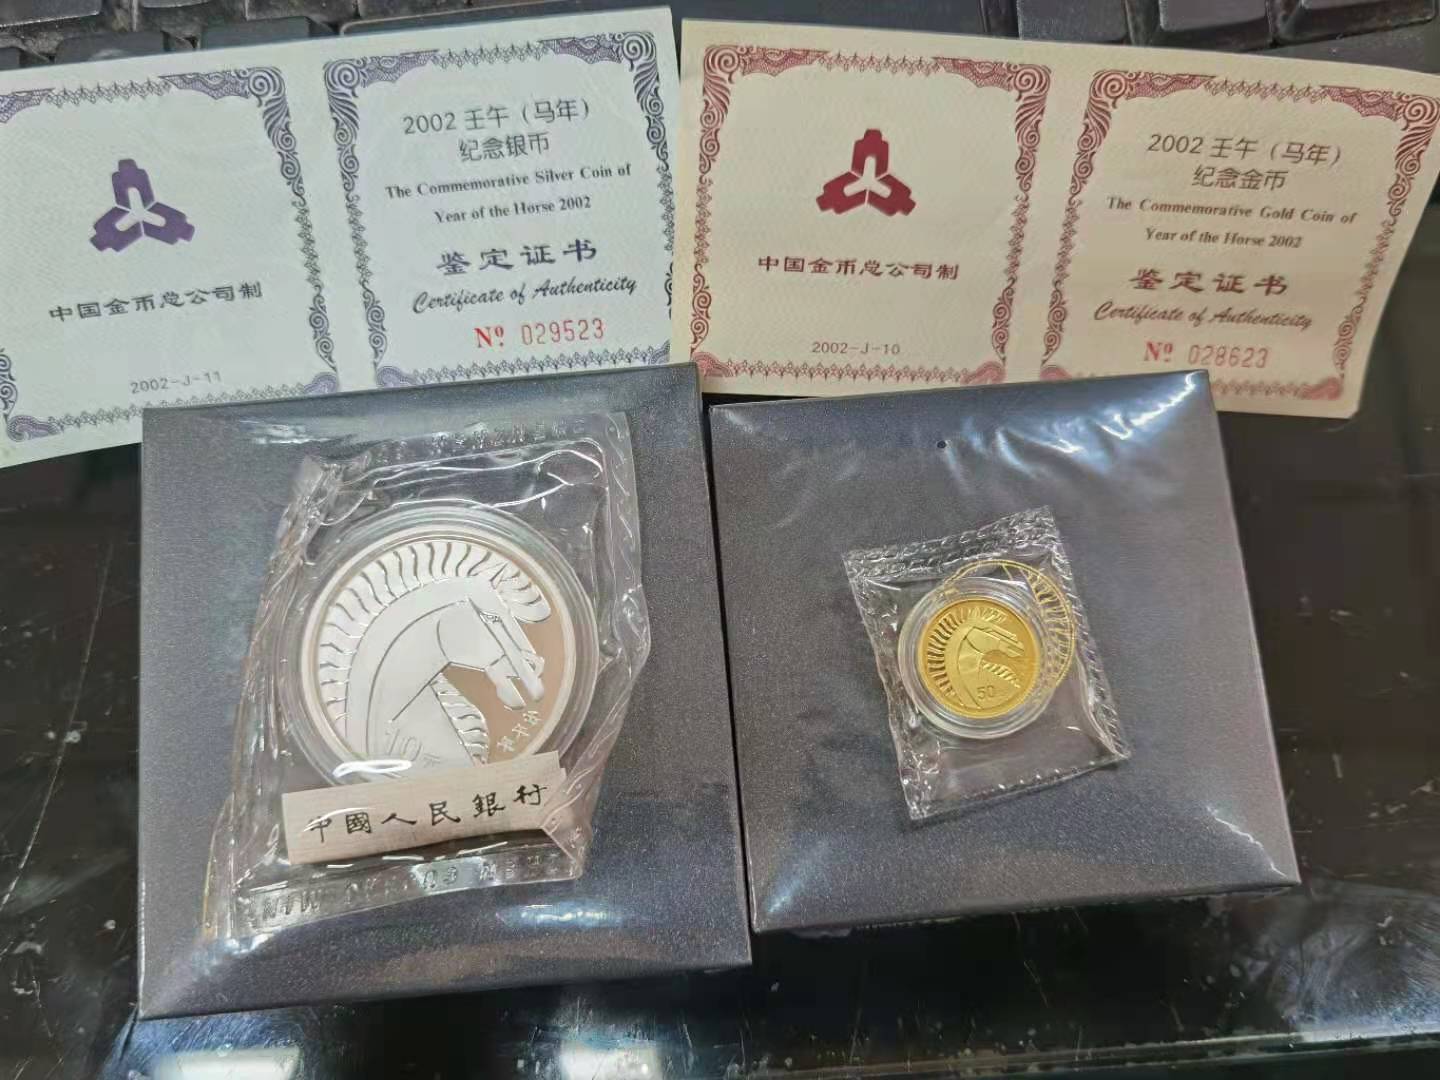 2002 壬午（马年）
纪念银币
The Commemorative Silver Coin of
Year of the Horse 2002
鉴定证书
Certificate of Authenticity
Nº 029523
中国金币总公司制
2002-J-11
2002 壬午（马年）
纪念金币
The Commemorative Gold Coin of
Year of the Horse 2002
鉴定证书
Certificate of Authenticity
Nº 028623
中国金币总公司制
2002-J-10
10
中國人民銀行
50